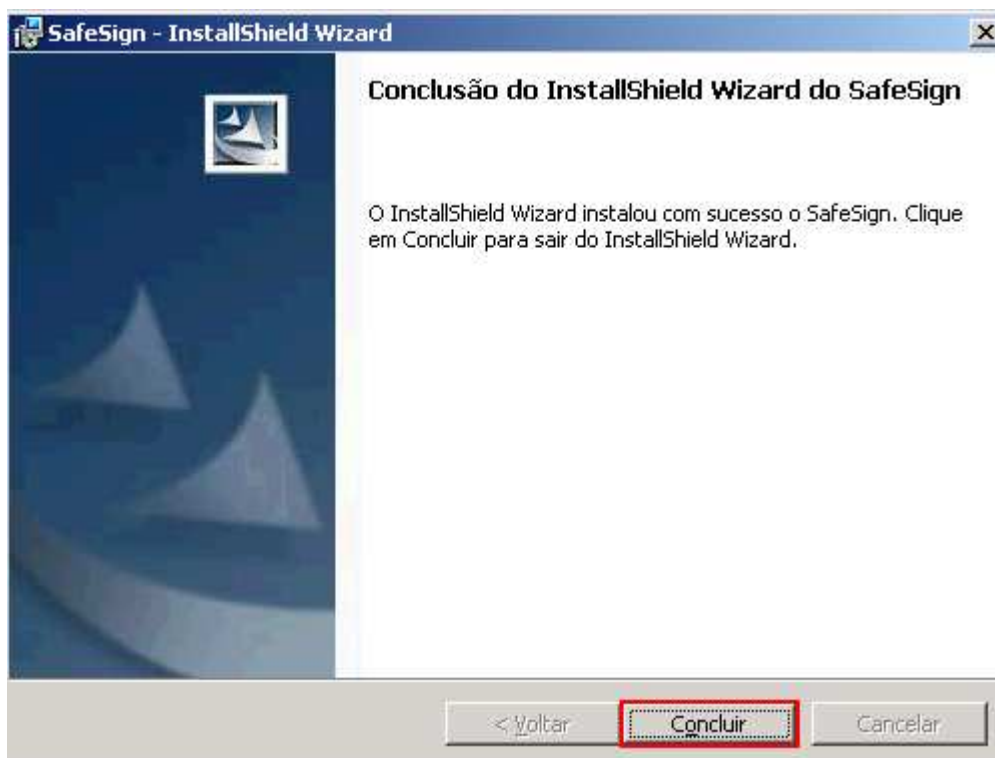 SafeSign - InstallShield Wizard
Conclusão do InstallShield Wizard do SafeSign
O InstallShield Wizard instalou com sucesso o SafeSign. Clique
em Concluir para sair do InstallShield Wizard.
< Voltar Concluir Cancelar